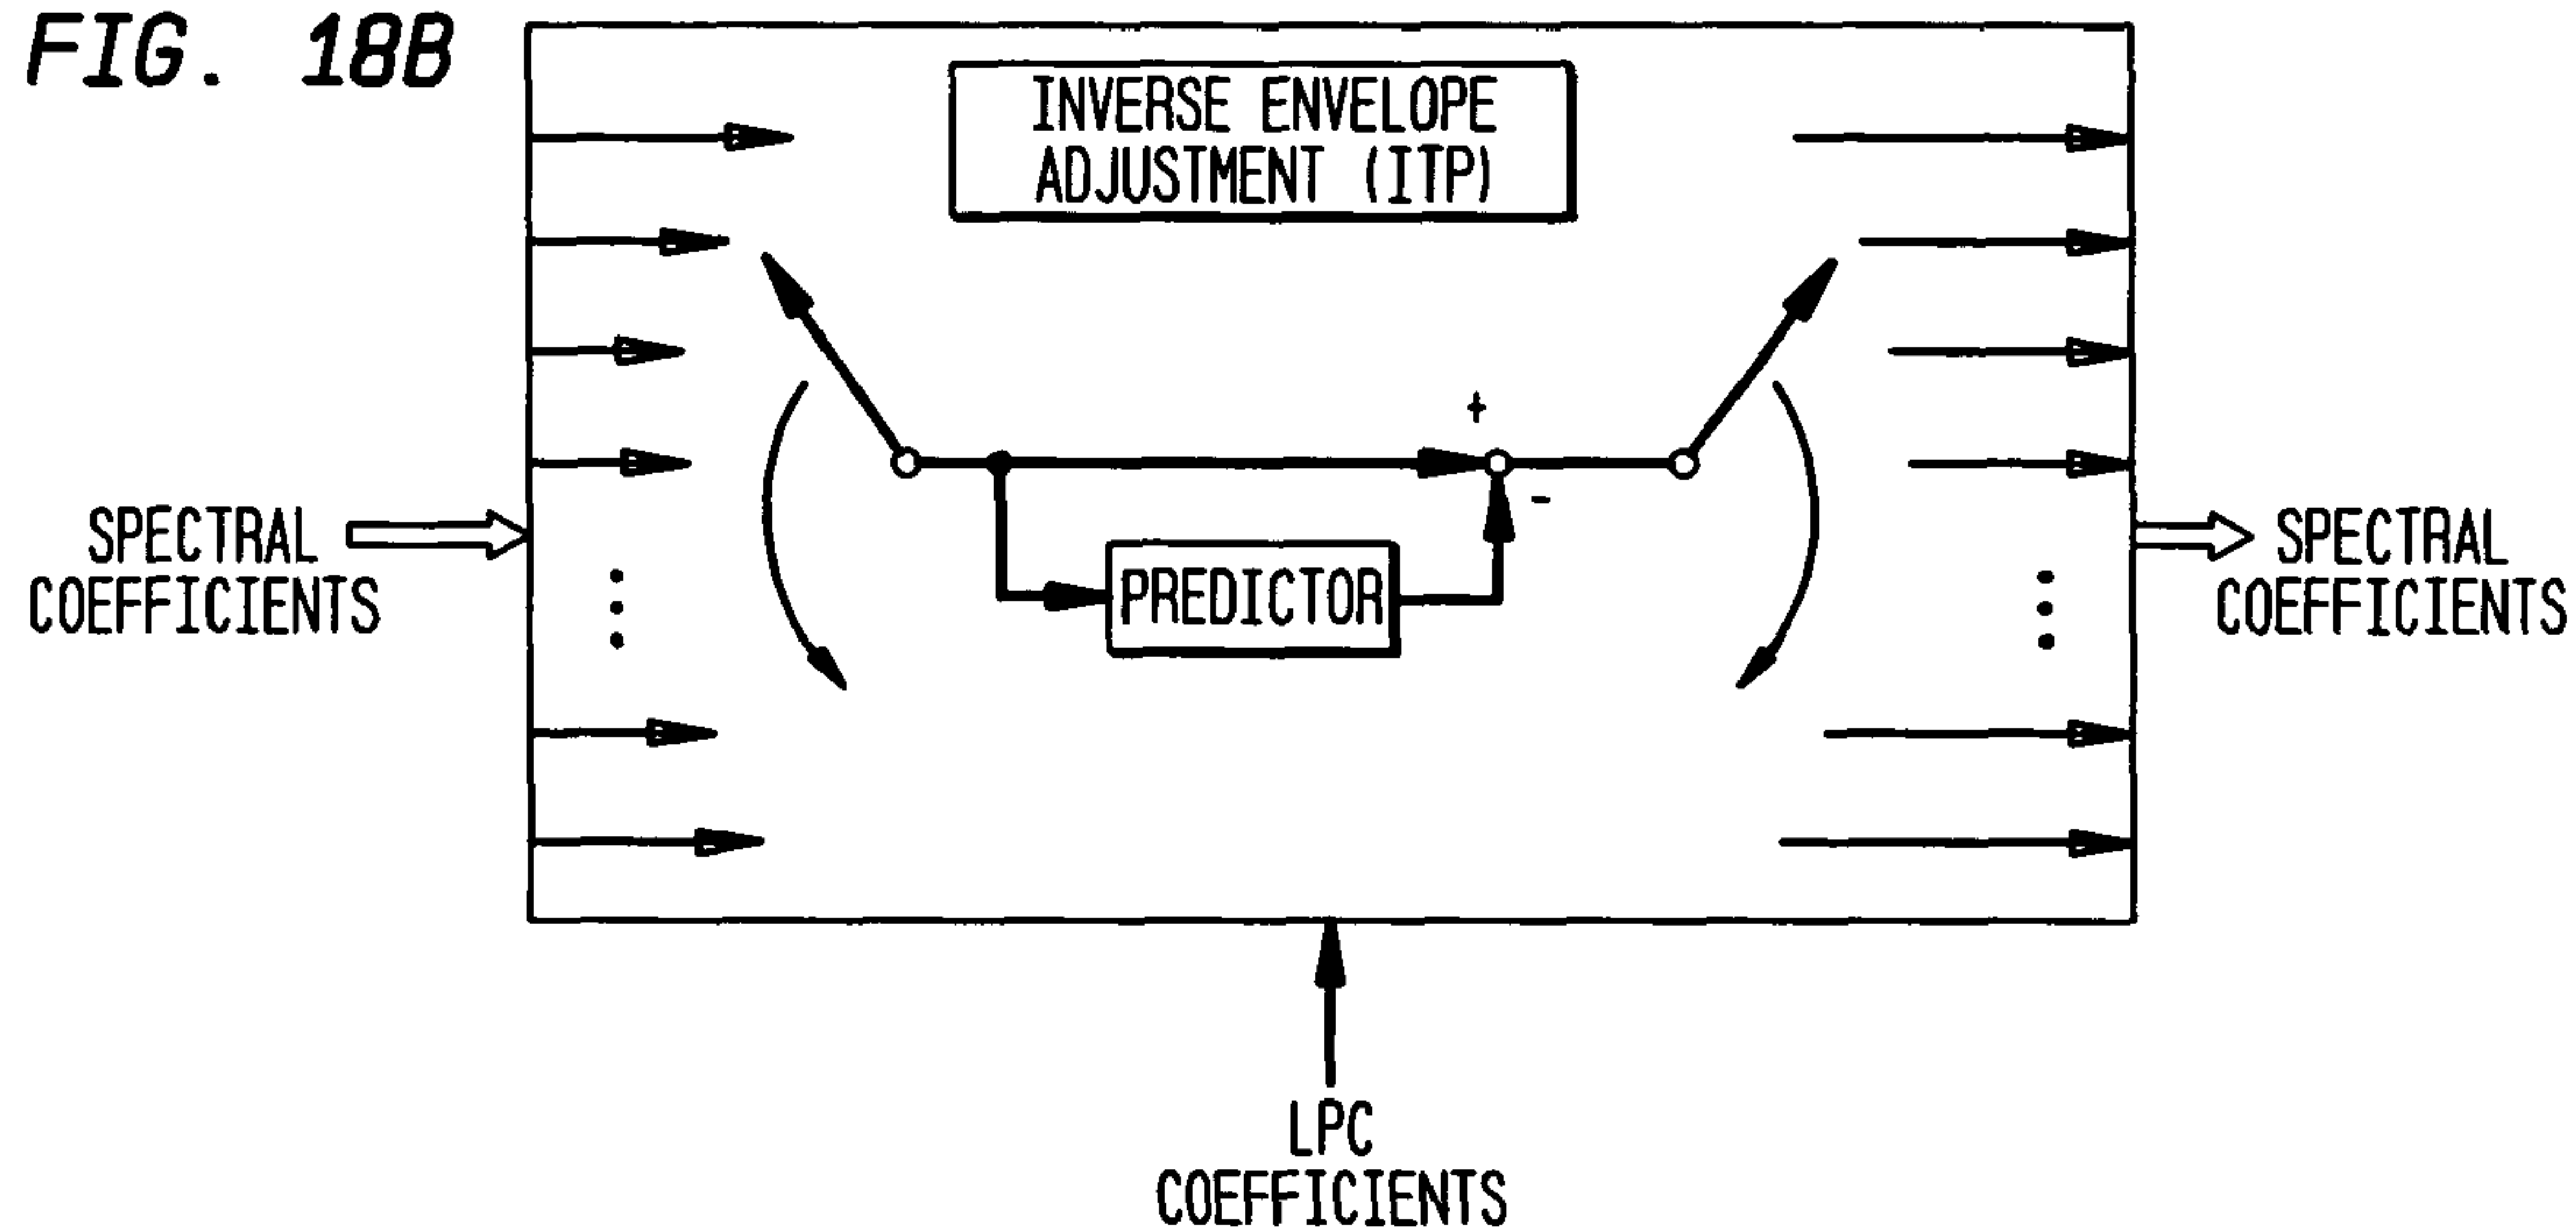 FIG. 18B
INVERSE ENVELOPE
ADJUSTMENT (ITP)
+
-
SPECTRAL
COEFFICIENTS
PREDICTOR
SPECTRAL
COEFFICIENTS
LPC
COEFFICIENTS